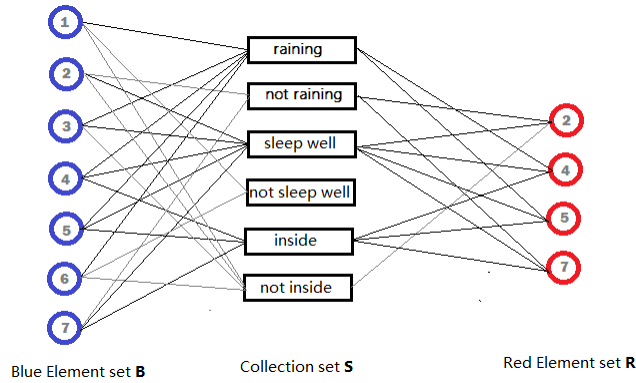 1
raining
2
not raining
2
3
sleep well
4
4
not sleep well
5
5
inside
6
not inside
7
7
Blue Element set B
Collection set S
Red Element set R